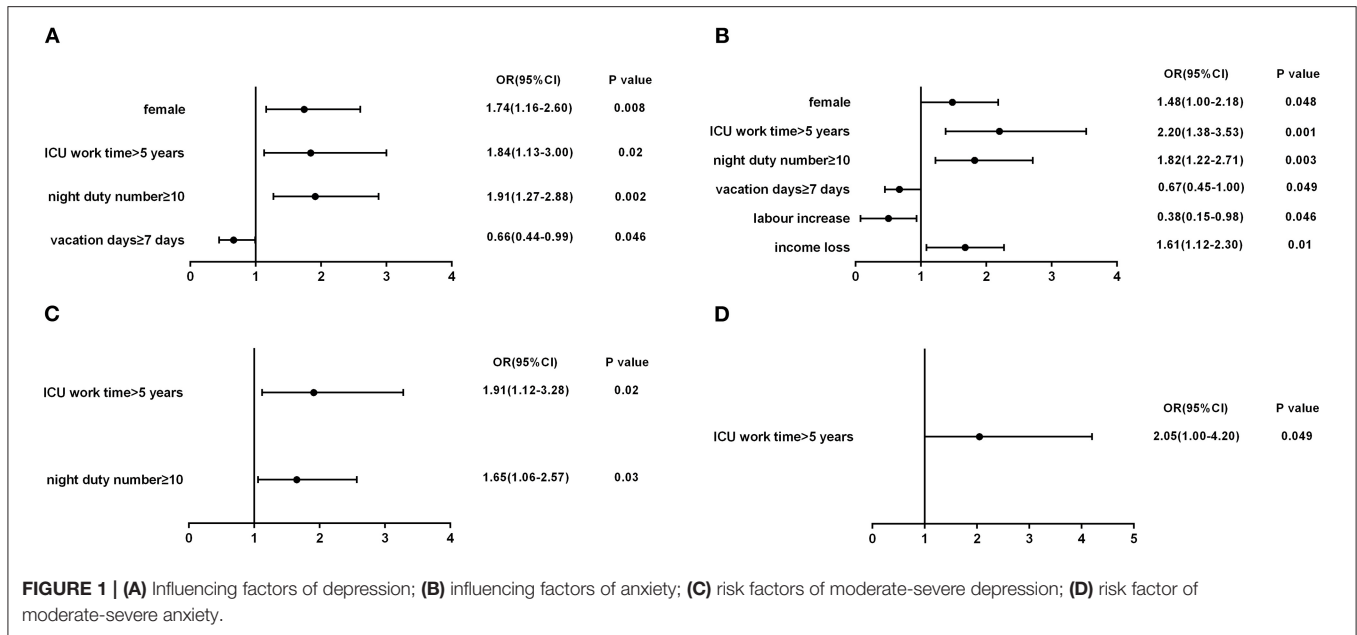 A
OR(95%CI) P value
female 1.74(1.16-2.60) 0.008
ICU work time>5 years 1.84(1.13-3.00) 0.02
night duty number≥10 1.91(1.27-2.88) 0.002
vacation days≥7 days 0.66(0.44-0.99) 0.046
0 1 2 3 4
B
OR(95%CI) P value
female 1.48(1.00-2.18) 0.048
ICU work time>5 years 2.20(1.38-3.53) 0.001
night duty number≥10 1.82(1.22-2.71) 0.003
vacation days≥7 days 0.67(0.45-1.00) 0.049
labour increase 0.38(0.15-0.98) 0.046
income loss 1.61(1.12-2.30) 0.01
0 1 2 3 4
C
OR(95%CI) P value
ICU work time>5 years 1.91(1.12-3.28) 0.02
night duty number≥10 1.65(1.06-2.57) 0.03
0 1 2 3 4
D
OR(95%CI) P value
ICU work time>5 years 2.05(1.00-4.20) 0.049
0 1 2 3 4 5
FIGURE 1 | (A) Influencing factors of depression; (B) influencing factors of anxiety; (C) risk factors of moderate-severe depression; (D) risk factor of
moderate-severe anxiety.